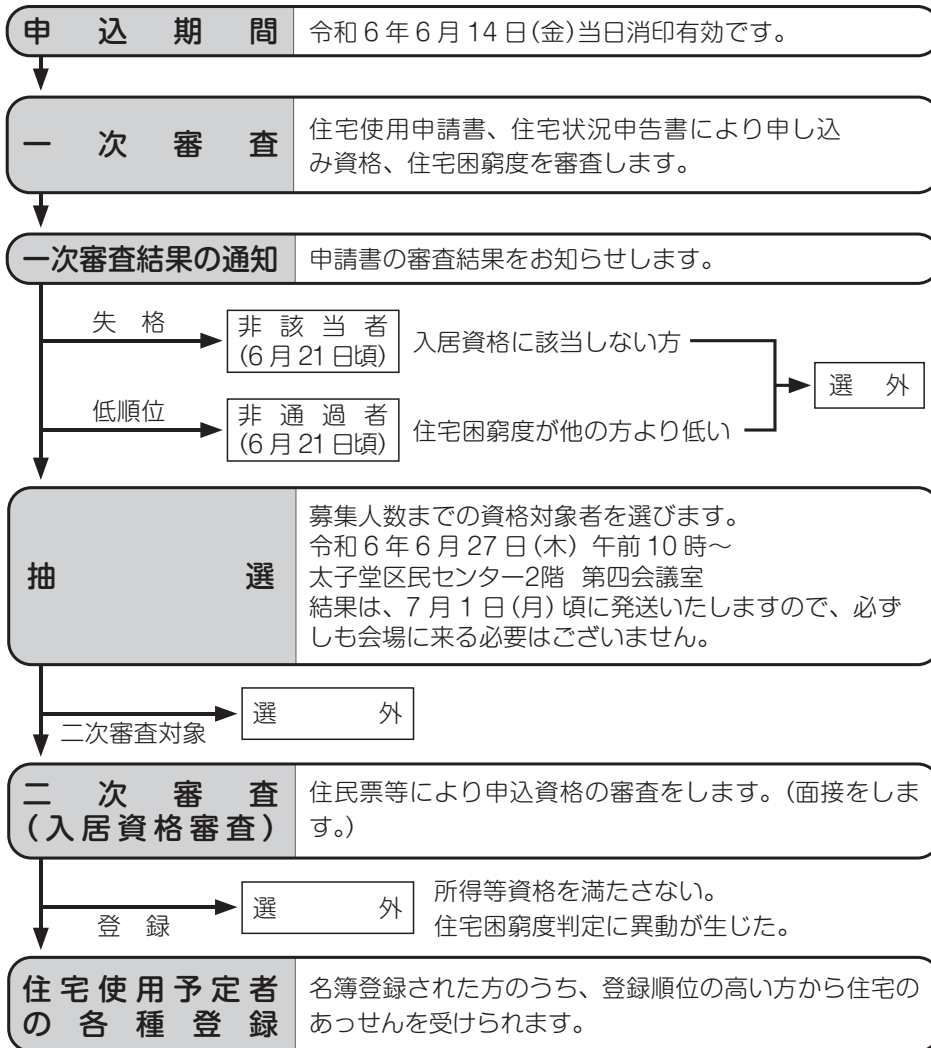 申込期間
令和6年6月14日(金)当日消印有効です。
一次審査
住宅使用申請書、住宅状況申告書により申し込
み資格、住宅困窮度を審査します。
一次審査結果の通知
申請書の審査結果をお知らせします。
失格
非該当者
(6月21日頃)
入居資格に該当しない方
低順位
非通過者
(6月21日頃)
住宅困窮度が他の方より低い
選外
抽選
募集人数までの資格対象者を選びます。
令和6年6月27日(木) 午前10時～
太子堂区民センター2階 第四会議室
結果は、7月1日(月)頃に発送いたしますので、必ず
しも会場に来る必要はございません。
選外
二次審査対象
二次審査
(入居資格審査)
住民票等により申込資格の審査をします。(面接をしま
す。)
登録
選外
所得等資格を満たさない。
住宅困窮度判定に異動が生じた。
住宅使用予定者
の各種登録
名簿登録された方のうち、登録順位の高い方から住宅の
あっせんを受けられます。